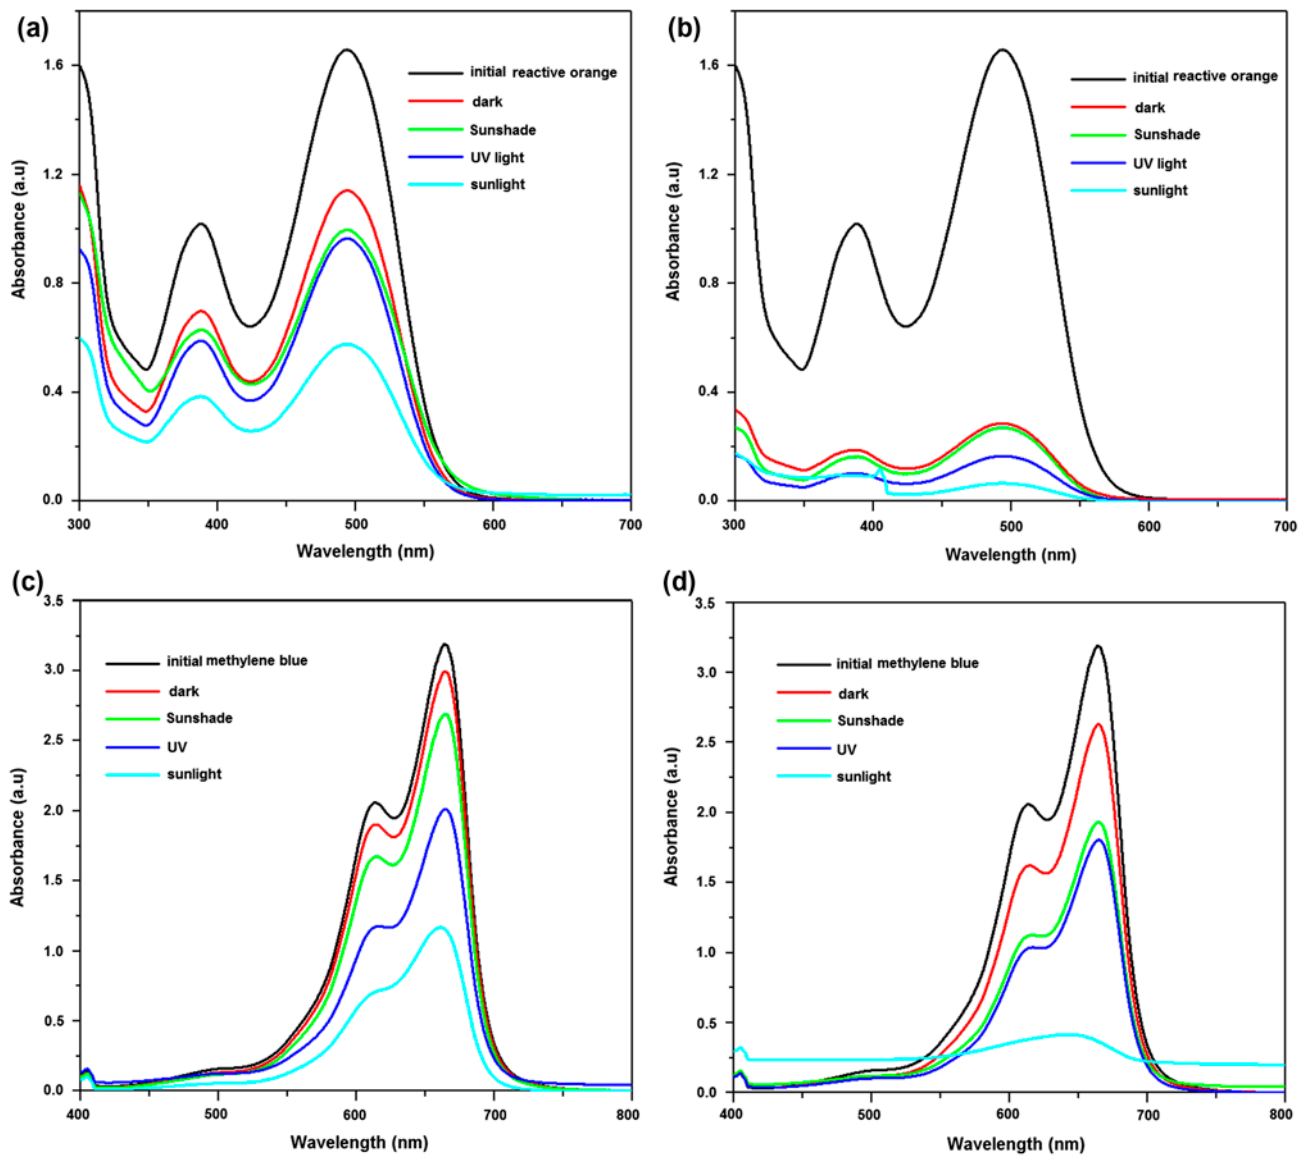 (a)
1.6
1.2
0.8
0.4
0.0
Absorbance (a.u)
initial reactive orange
dark
Sunshade
UV light
sunlight
300 400 500 600 700
Wavelength (nm)
(b)
1.6
1.2
0.8
0.4
0.0
Absorbance (a.u)
initial reactive orange
dark
Sunshade
UV light
sunlight
300 400 500 600 700
Wavelength (nm)
(c)
3.5
3.0
2.5
2.0
1.5
1.0
0.5
0.0
Absorbance (a.u)
initial methylene blue
dark
Sunshade
UV
sunlight
400 500 600 700 800
Wavelength (nm)
(d)
3.5
3.0
2.5
2.0
1.5
1.0
0.5
0.0
Absorbance (a.u)
initial methylene blue
dark
Sunshade
UV
sunlight
400 500 600 700 800
Wavelength (nm)